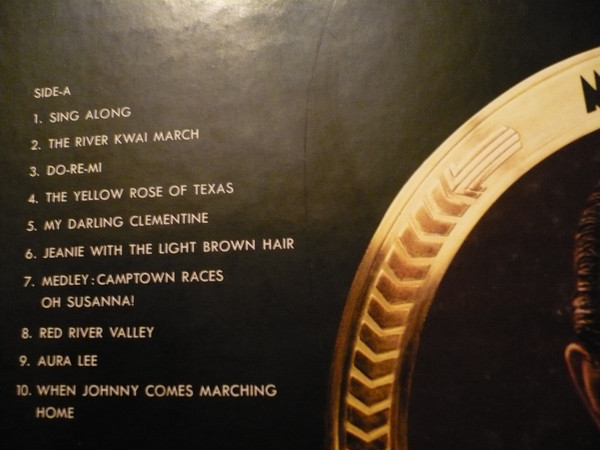 SIDE-A
1. SING ALONG
2. THE RIVER KWAI MARCH
3. DO-RE-MI
4. THE YELLOW ROSE OF TEXAS
5. MY DARLING CLEMENTINE
6. JEANIE WITH THE LIGHT BROWN HAIR
7. MEDLEY: CAMPTOWN RACES
OH SUSANNA!
8. RED RIVER VALLEY
9. AURA LEE
10. WHEN JOHNNY COMES MARCHING
HOME